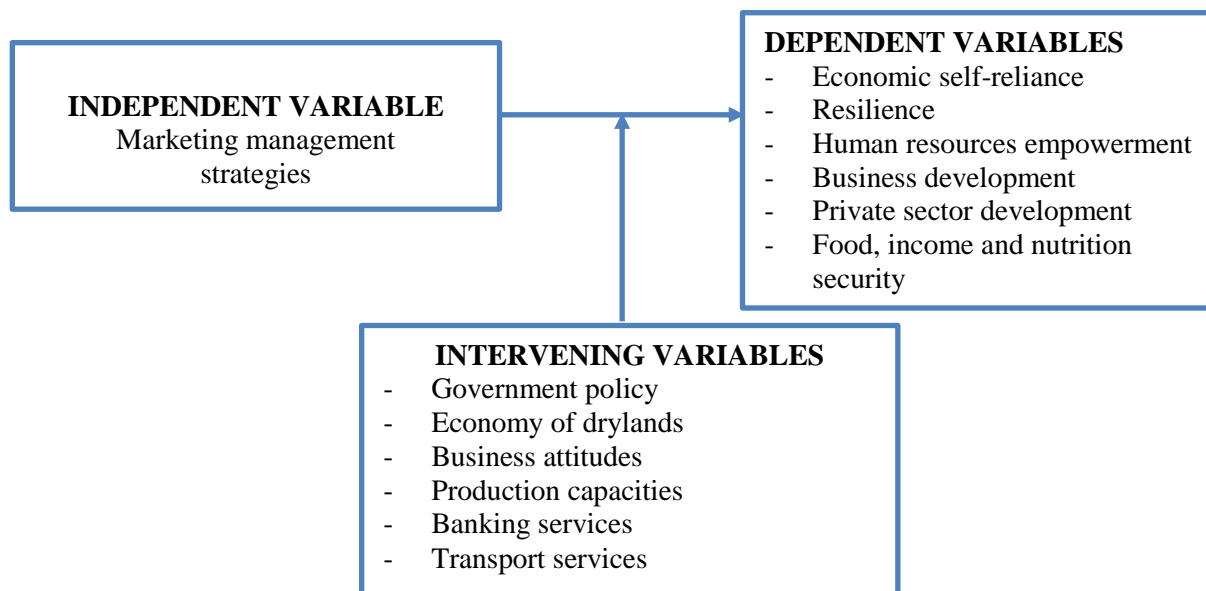 INDEPENDENT VARIABLE
Marketing management
strategies
DEPENDENT VARIABLES
- Economic self-reliance
- Resilience
- Human resources empowerment
- Business development
- Private sector development
- Food, income and nutrition
security
INTERVENING VARIABLES
- Government policy
- Economy of drylands
- Business attitudes
- Production capacities
- Banking services
- Transport services